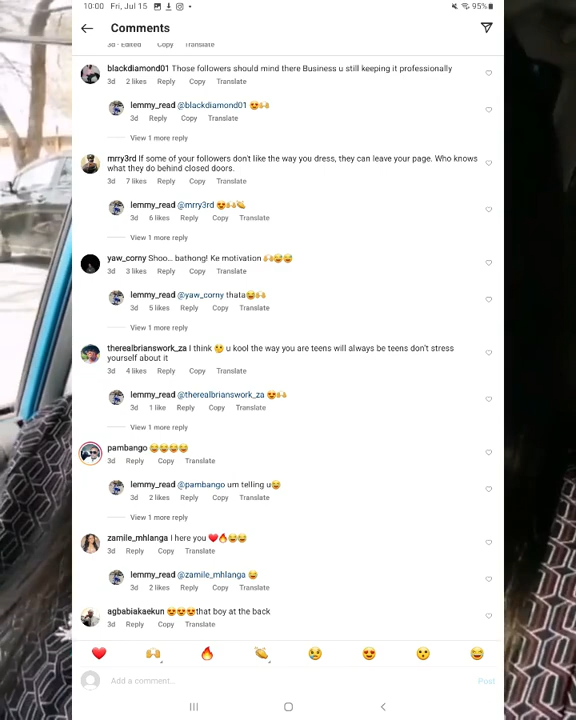 10:00 Fri, Jul 15 95%
Comments
3d · Edited Copy Translate
blackdiamond01 Those followers should mind there Business u still keeping it professionally
3d 2 likes Reply Copy Translate
lemmy_read @blackdiamond01 😍🙌
3d Reply Copy Translate
View 1 more reply
mrry3rd If some of your followers don't like the way you dress, they can leave your page. Who knows
what they do behind closed doors.
3d 7 likes Reply Copy Translate
lemmy_read @mrry3rd 😍🙌👏
3d 6 likes Reply Copy Translate
View 1 more reply
yaw_corny Shoo... bathong! Ke motivation 🙌😂😂
3d 3 likes Reply Copy Translate
lemmy_read @yaw_corny thata😂🙌
3d 5 likes Reply Copy Translate
View 1 more reply
therealbrianswork_za I think 🤔 u kool the way you are teens will always be teens don't stress
yourself about it
3d 4 likes Reply Copy Translate
lemmy_read @therealbrianswork_za 😍🙌
3d 1 like Reply Copy Translate
View 1 more reply
pambango 😂😂😂😂
3d Reply Copy Translate
lemmy_read @pambango um telling u😂
3d 2 likes Reply Copy Translate
View 1 more reply
zamile_mhlanga I here you ❤️🔥😂😂
3d Reply Copy Translate
lemmy_read @zamile_mhlanga 😂
3d 2 likes Reply Copy Translate
agbabiakaekun 😍😍😍that boy at the back
3d Reply Copy Translate
❤️ 🙌 🔥 👏 😢 😍 😮 😂
Add a comment... Post